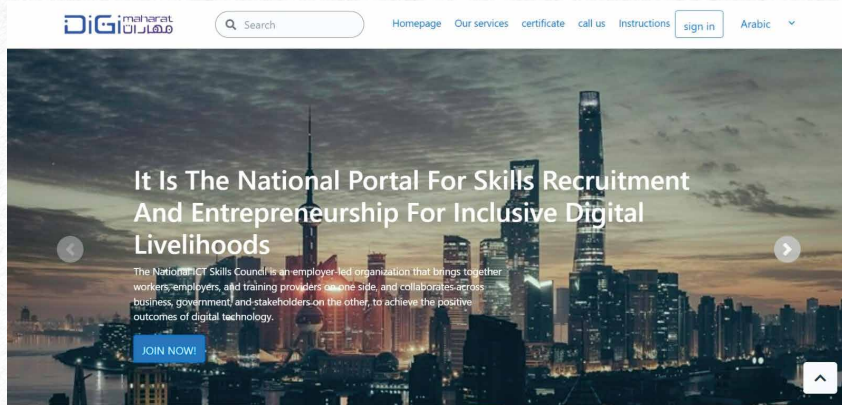 DiGi maharat
مهارات
Search
Homepage Our services certificate call us Instructions sign in Arabic
It Is The National Portal For Skills Recruitment
And Entrepreneurship For Inclusive Digital
Livelihoods
The National ICT Skills Council is an employer-led organization that brings together
workers, employers, and training providers on one side, and collaborates across
business, government, and stakeholders on the other, to achieve the positive
outcomes of digital technology.
JOIN NOW!